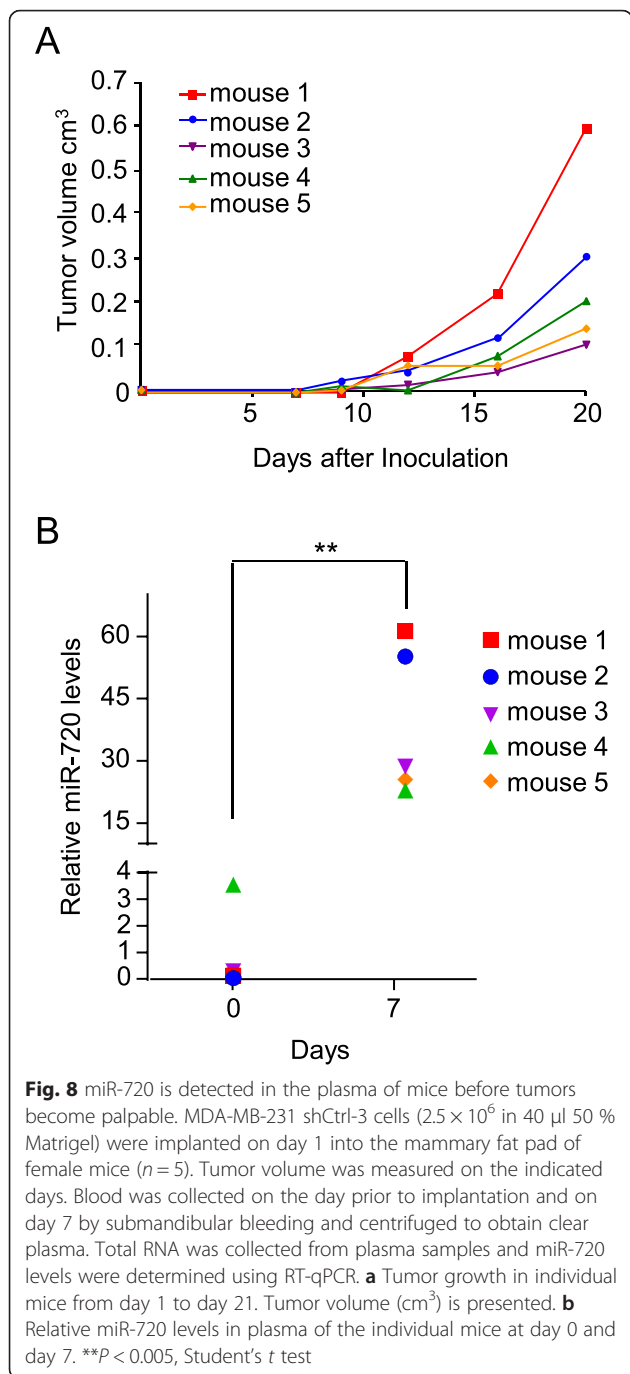 A
Tumor volume cm³
0.7
0.6
0.5
0.4
0.3
0.2
0.1
0
mouse 1
mouse 2
mouse 3
mouse 4
mouse 5
5
10
15
20
Days after Inoculation
B
**
Relative miR-720 levels
60
45
30
15
4
3
2
1
0
mouse 1
mouse 2
mouse 3
mouse 4
mouse 5
0
7
Days
Fig. 8 miR-720 is detected in the plasma of mice before tumors
become palpable. MDA-MB-231 shCtrl-3 cells (2.5 × 10⁶ in 40 μl 50 %
Matrigel) were implanted on day 1 into the mammary fat pad of
female mice (n = 5). Tumor volume was measured on the indicated
days. Blood was collected on the day prior to implantation and on
day 7 by submandibular bleeding and centrifuged to obtain clear
plasma. Total RNA was collected from plasma samples and miR-720
levels were determined using RT-qPCR. a Tumor growth in individual
mice from day 1 to day 21. Tumor volume (cm³) is presented. b
Relative miR-720 levels in plasma of the individual mice at day 0 and
day 7. **P < 0.005, Student's t test